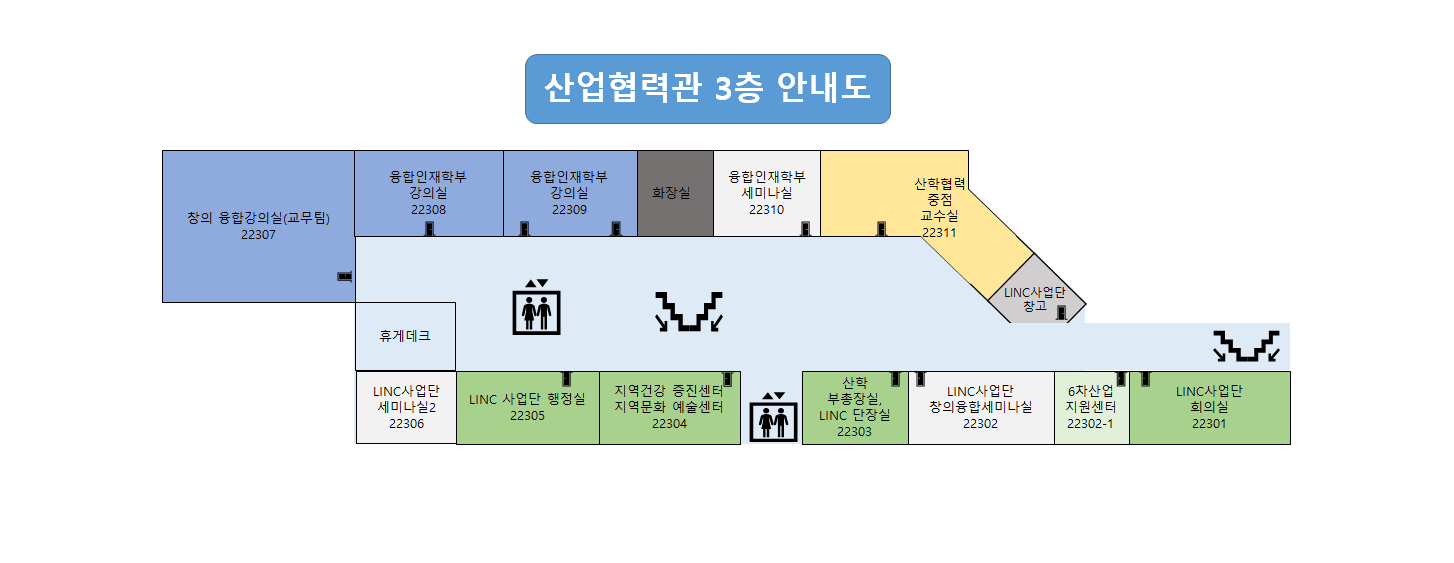 산업협력관 3층 안내도
창의 융합강의실(교무팀)
22307
융합인재학부
강의실
22308
융합인재학부
강의실
22309
화장실
융합인재학부
세미나실
22310
산학협력
중점
교수실
22311
LINC사업단
창고
휴게데크
LINC사업단
세미나실2
22306
LINC 사업단 행정실
22305
지역건강 증진센터
지역문화 예술센터
22304
산학
부총장실,
LINC 단장실
22303
LINC사업단
창의융합세미나실
22302
6차산업
지원센터
22302-1
LINC사업단
회의실
22301